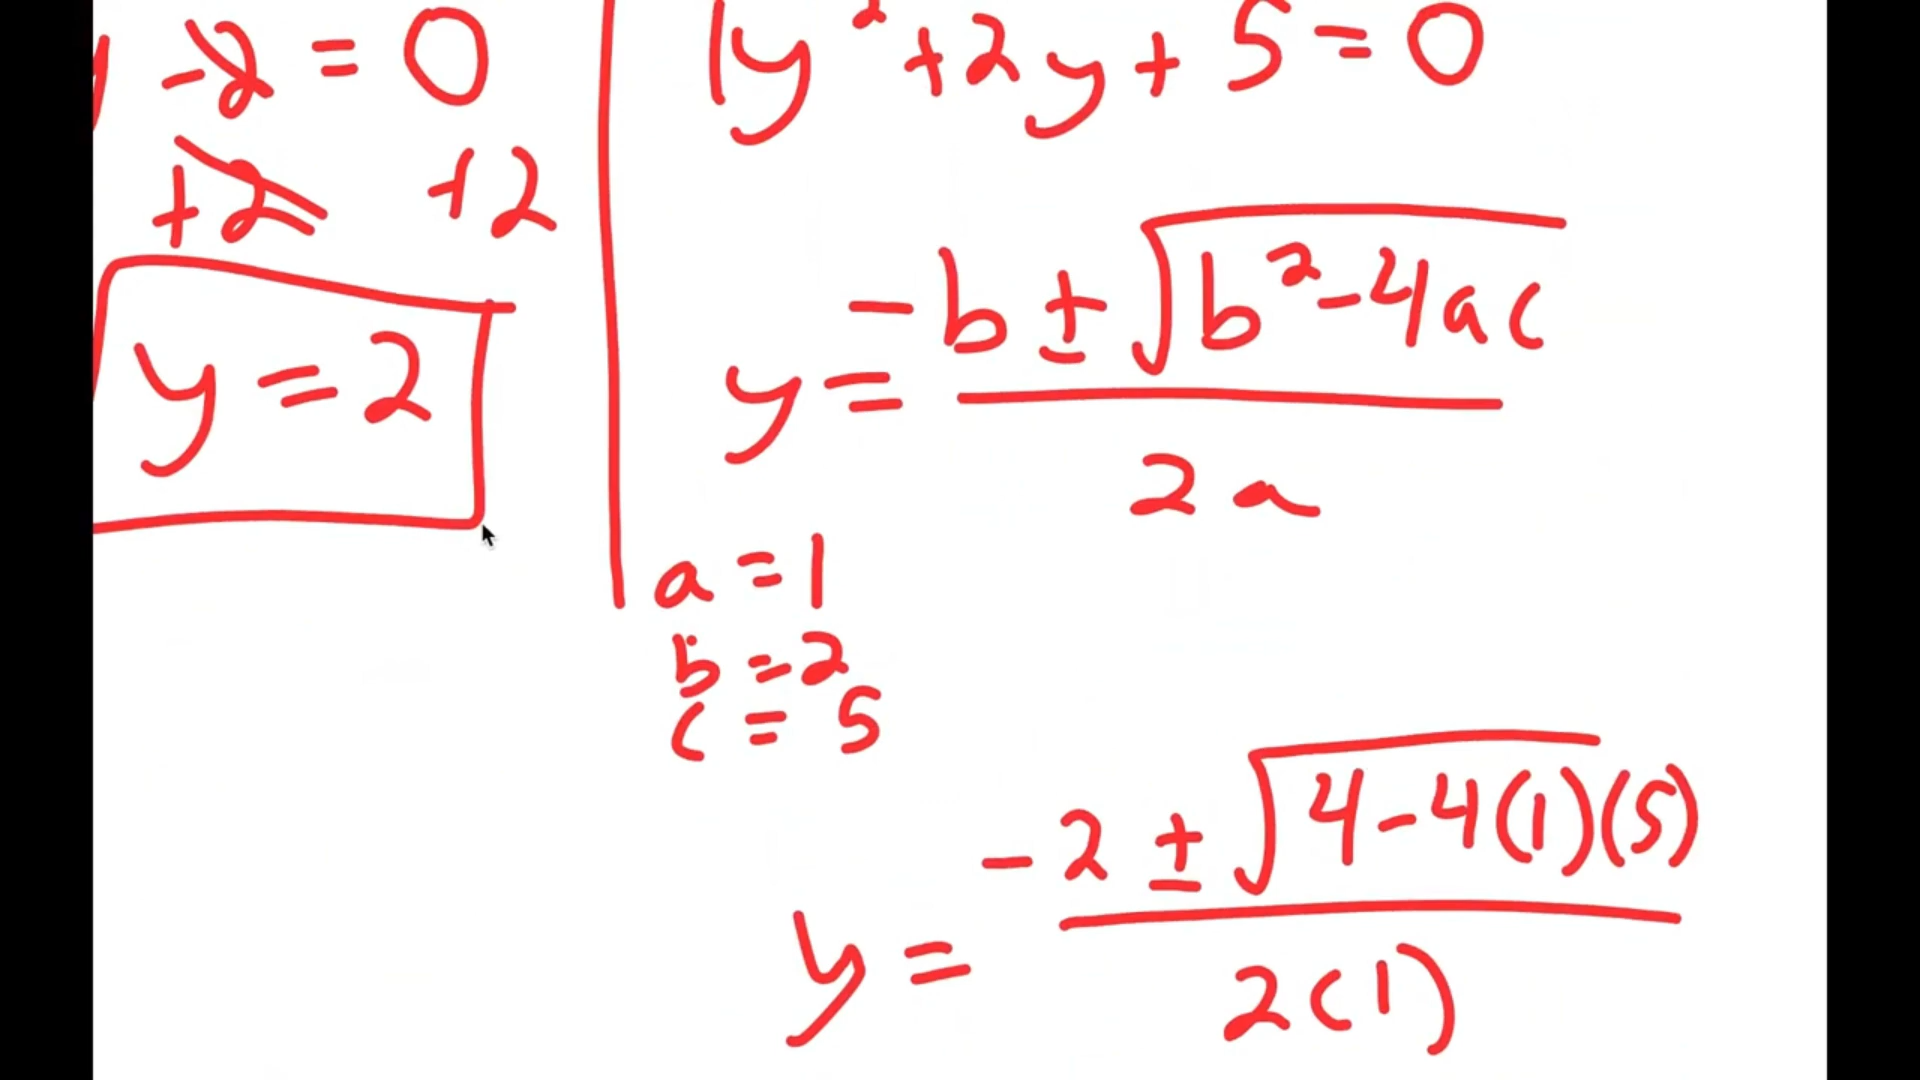 y - 2 = 0
+2 +2
y = 2
1y² + 2y + 5 = 0
y = (-b ± √(b² - 4ac)) / 2a
a = 1
b = 2
c = 5
y = (-2 ± √(4 - 4(1)(5))) / 2(1)